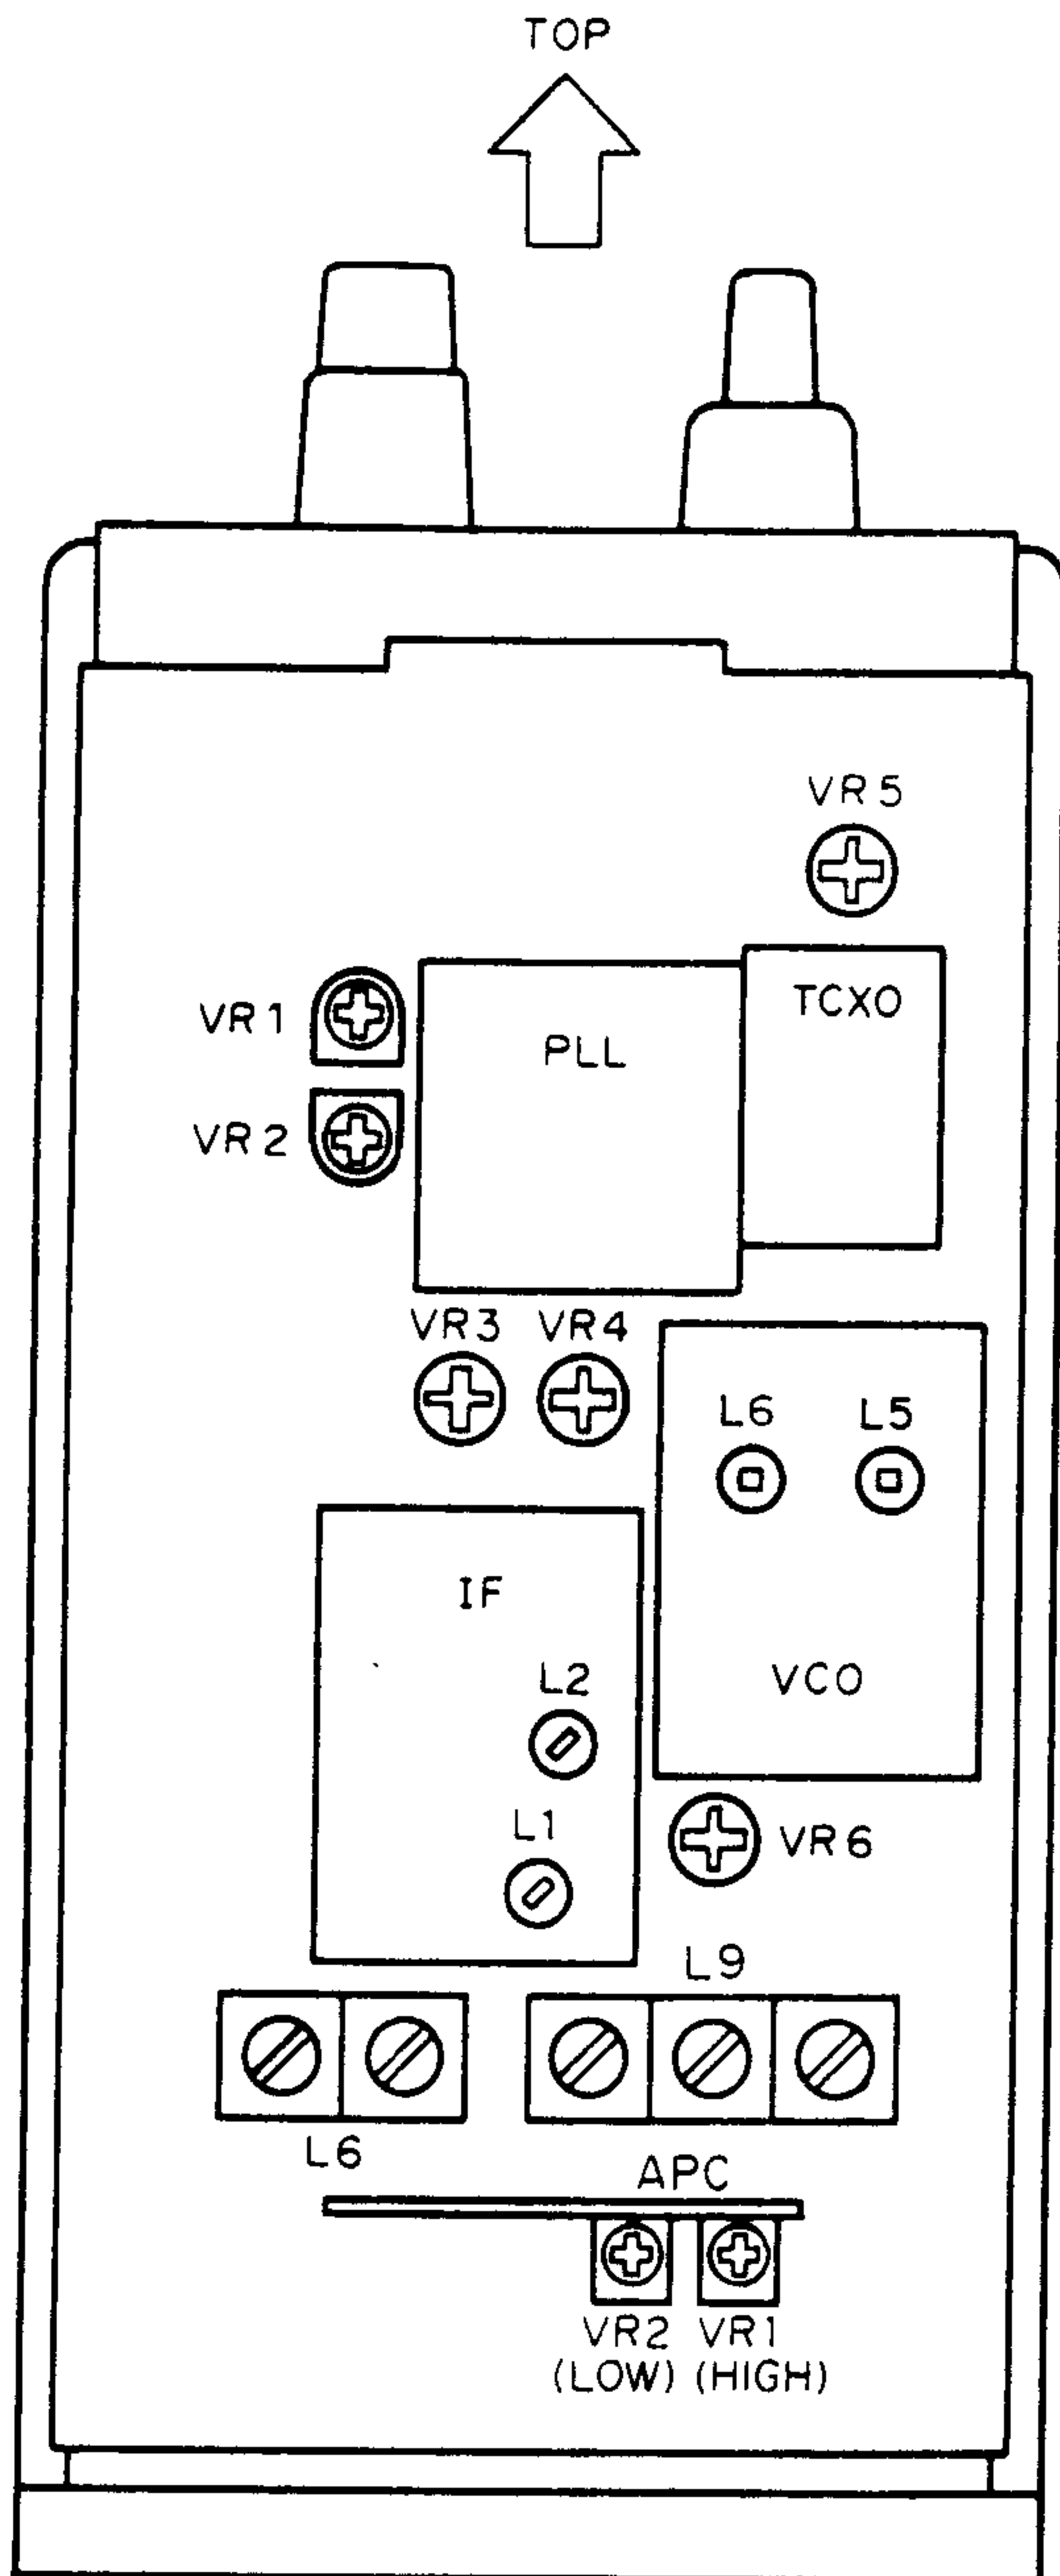 TOP
VR5
TCXO
VR1
PLL
VR2
VR3 VR4
L6 L5
IF
L2
VCO
L1
VR6
L9
L6
APC
VR2 VR1
(LOW) (HIGH)